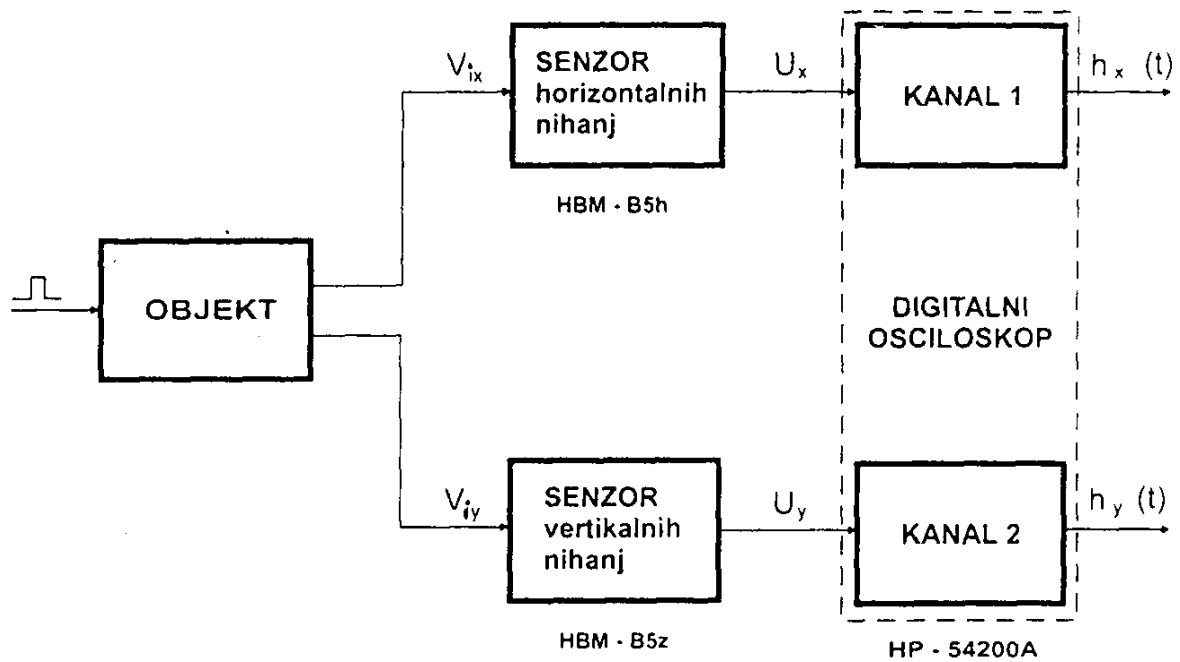 V_ix
SENZOR
horizontalnih
nihanj
U_x
KANAL 1
h_x (t)
HBM - B5h
OBJEKT
DIGITALNI
OSCILOSKOP
V_iy
SENZOR
vertikalnih
nihanj
U_y
KANAL 2
h_y (t)
HBM - B5z
HP - 54200A